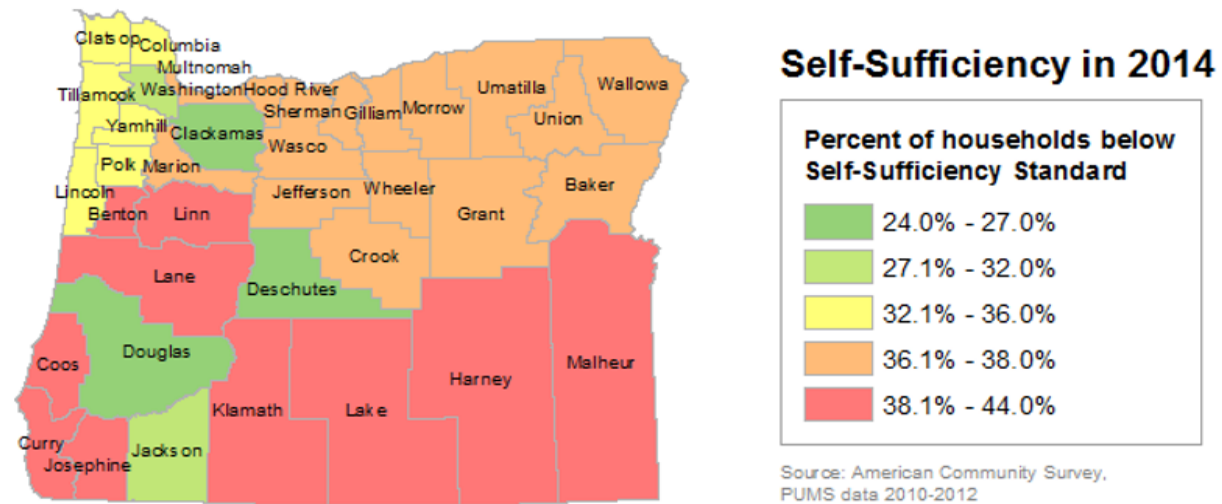 Clatsop
Columbia
Multnomah
Tillamook
Washington
Hood River
Sherman
Gilliam
Morrow
Umatilla
Wallowa
Union
Yamhill
Clackamas
Wasco
Polk
Marion
Jefferson
Wheeler
Baker
Lincoln
Benton
Linn
Grant
Crook
Lane
Deschutes
Douglas
Coos
Malheur
Harney
Klamath
Lake
Curry
Josephine
Jackson
Self-Sufficiency in 2014
Percent of households below
Self-Sufficiency Standard
24.0% - 27.0%
27.1% - 32.0%
32.1% - 36.0%
36.1% - 38.0%
38.1% - 44.0%
Source: American Community Survey,
PUMS data 2010-2012